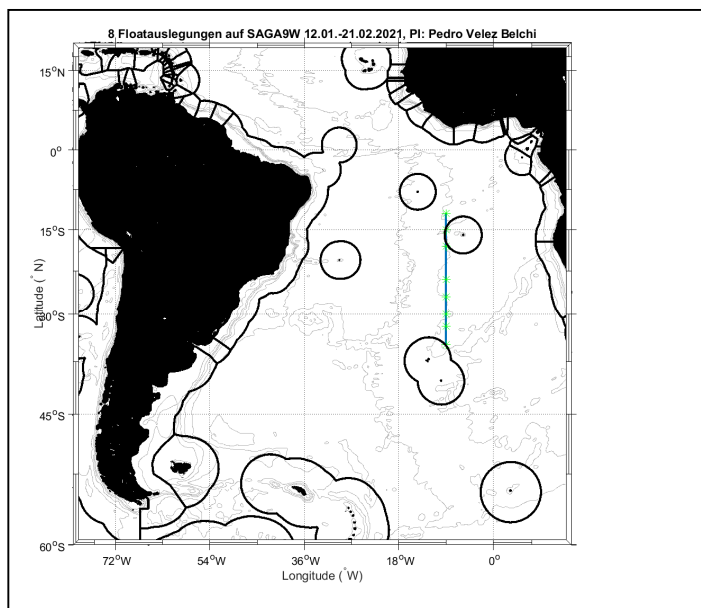 8 Floatauslegungen auf SAGA9W 12.01.-21.02.2021, PI: Pedro Velez Belchi
15°N
0°
15°S
30°S
45°S
60°S
Latitude (° N)
72°W
54°W
36°W
18°W
0°
Longitude (° W)